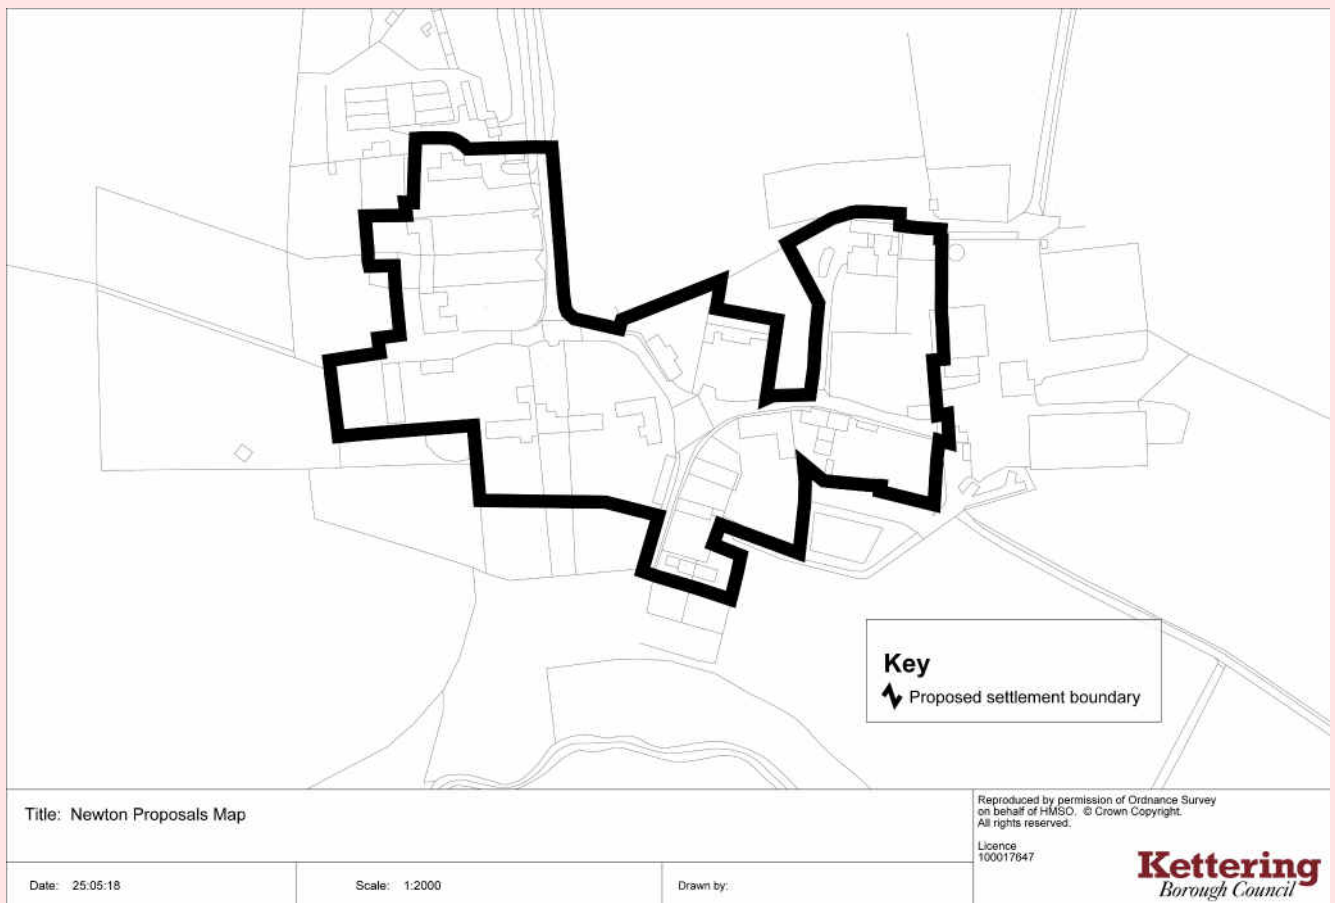 Key
Proposed settlement boundary
Title: Newton Proposals Map
Reproduced by permission of Ordnance Survey
on behalf of HMSO. © Crown Copyright.
All rights reserved.
Licence
100017647
Date: 25:05:18
Scale: 1:2000
Drawn by:
Kettering
Borough Council